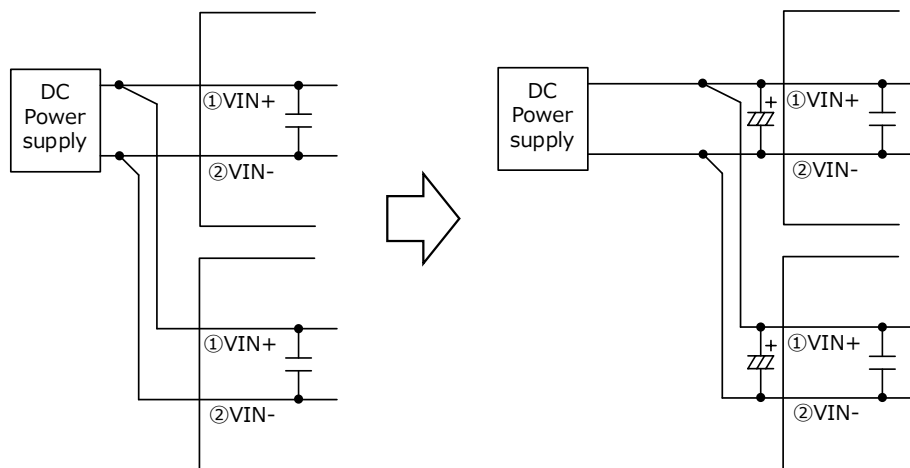 DC
Power
supply
①VIN+
②VIN-
①VIN+
②VIN-
DC
Power
supply
+
①VIN+
②VIN-
+
①VIN+
②VIN-